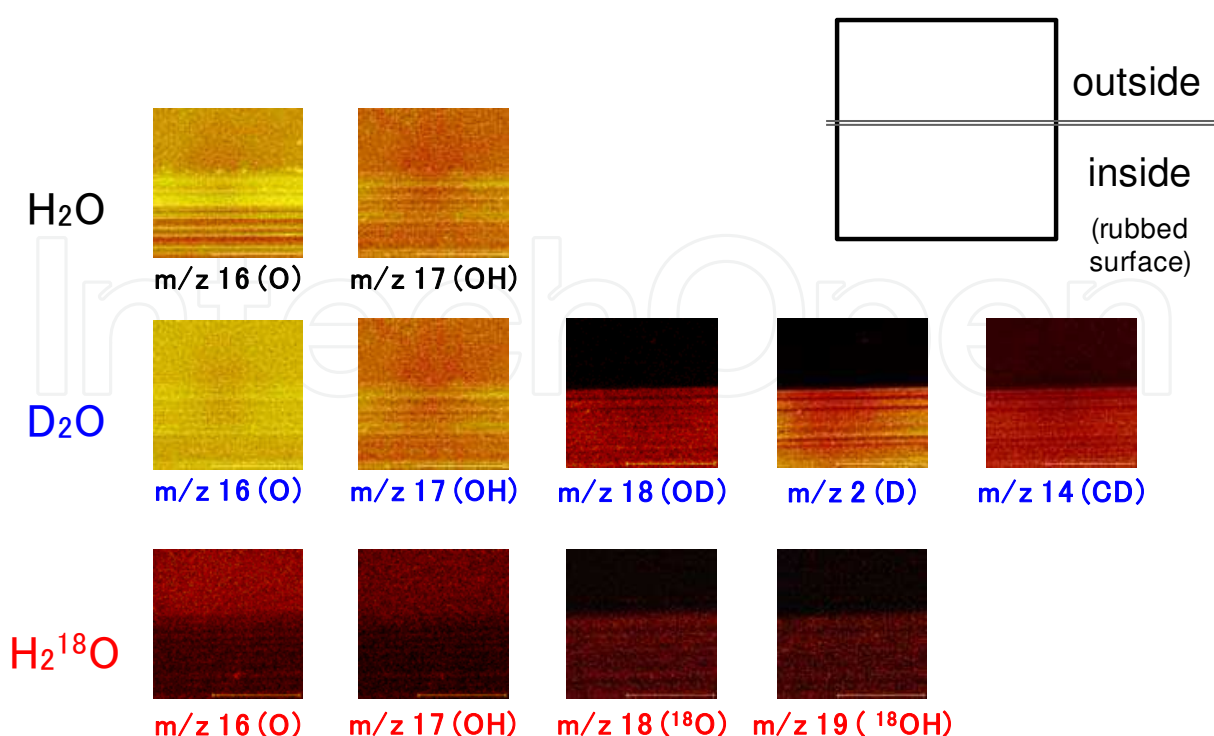 outside
inside
(rubbed
surface)
H₂O
m/z 16 (O) m/z 17 (OH)
D₂O
m/z 16 (O) m/z 17 (OH) m/z 18 (OD) m/z 2 (D) m/z 14 (CD)
H₂¹⁸O
m/z 16 (O) m/z 17 (OH) m/z 18 (¹⁸O) m/z 19 ( ¹⁸OH)
IntechOpen